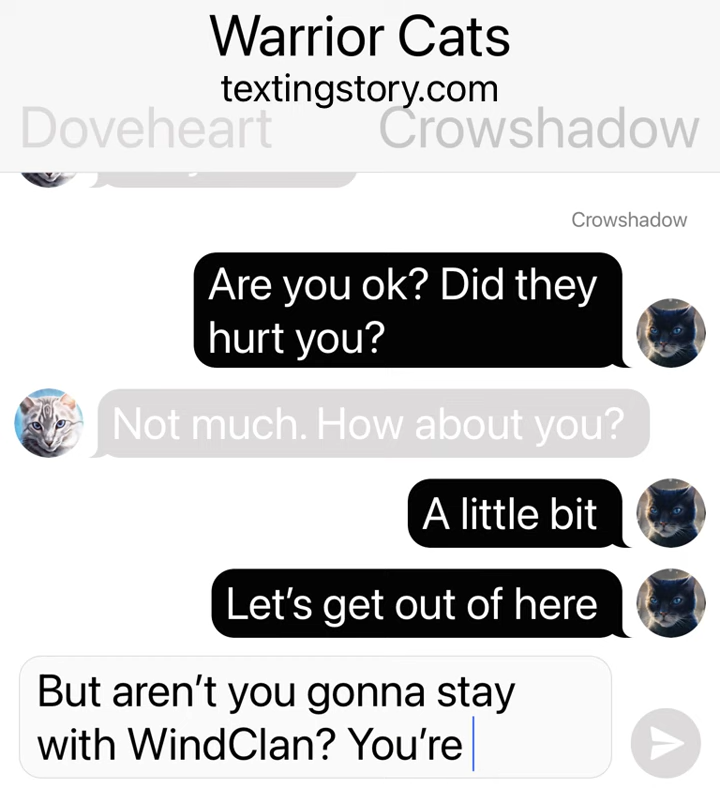 Warrior Cats
textingstory.com
Doveheart Crowshadow
Crowshadow
Are you ok? Did they
hurt you?
Not much. How about you?
A little bit
Let's get out of here
But aren't you gonna stay
with WindClan? You're